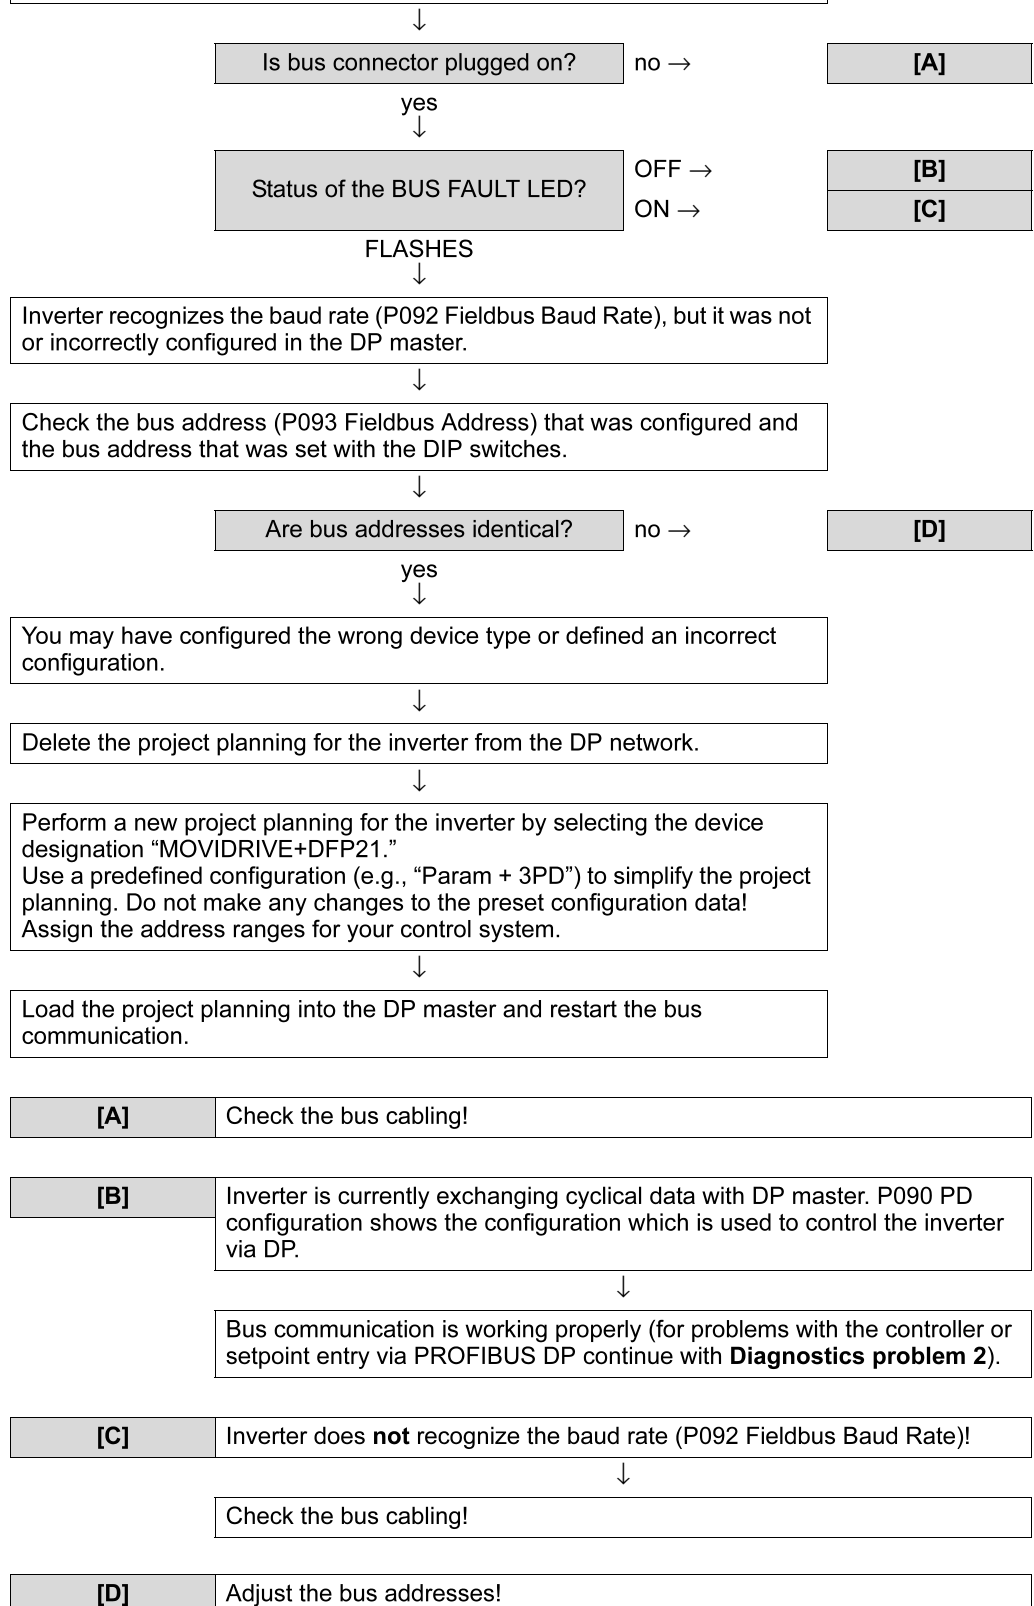 ↓
Is bus connector plugged on? no → [A]
yes
↓
Status of the BUS FAULT LED? OFF → [B]
ON → [C]
FLASHES
↓
Inverter recognizes the baud rate (P092 Fieldbus Baud Rate), but it was not
or incorrectly configured in the DP master.
↓
Check the bus address (P093 Fieldbus Address) that was configured and
the bus address that was set with the DIP switches.
↓
Are bus addresses identical? no → [D]
yes
↓
You may have configured the wrong device type or defined an incorrect
configuration.
↓
Delete the project planning for the inverter from the DP network.
↓
Perform a new project planning for the inverter by selecting the device
designation “MOVIDRIVE+DFP21.”
Use a predefined configuration (e.g., “Param + 3PD”) to simplify the project
planning. Do not make any changes to the preset configuration data!
Assign the address ranges for your control system.
↓
Load the project planning into the DP master and restart the bus
communication.
[A] Check the bus cabling!
[B] Inverter is currently exchanging cyclical data with DP master. P090 PD
configuration shows the configuration which is used to control the inverter
via DP.
↓
Bus communication is working properly (for problems with the controller or
setpoint entry via PROFIBUS DP continue with Diagnostics problem 2).
[C] Inverter does not recognize the baud rate (P092 Fieldbus Baud Rate)!
↓
Check the bus cabling!
[D] Adjust the bus addresses!